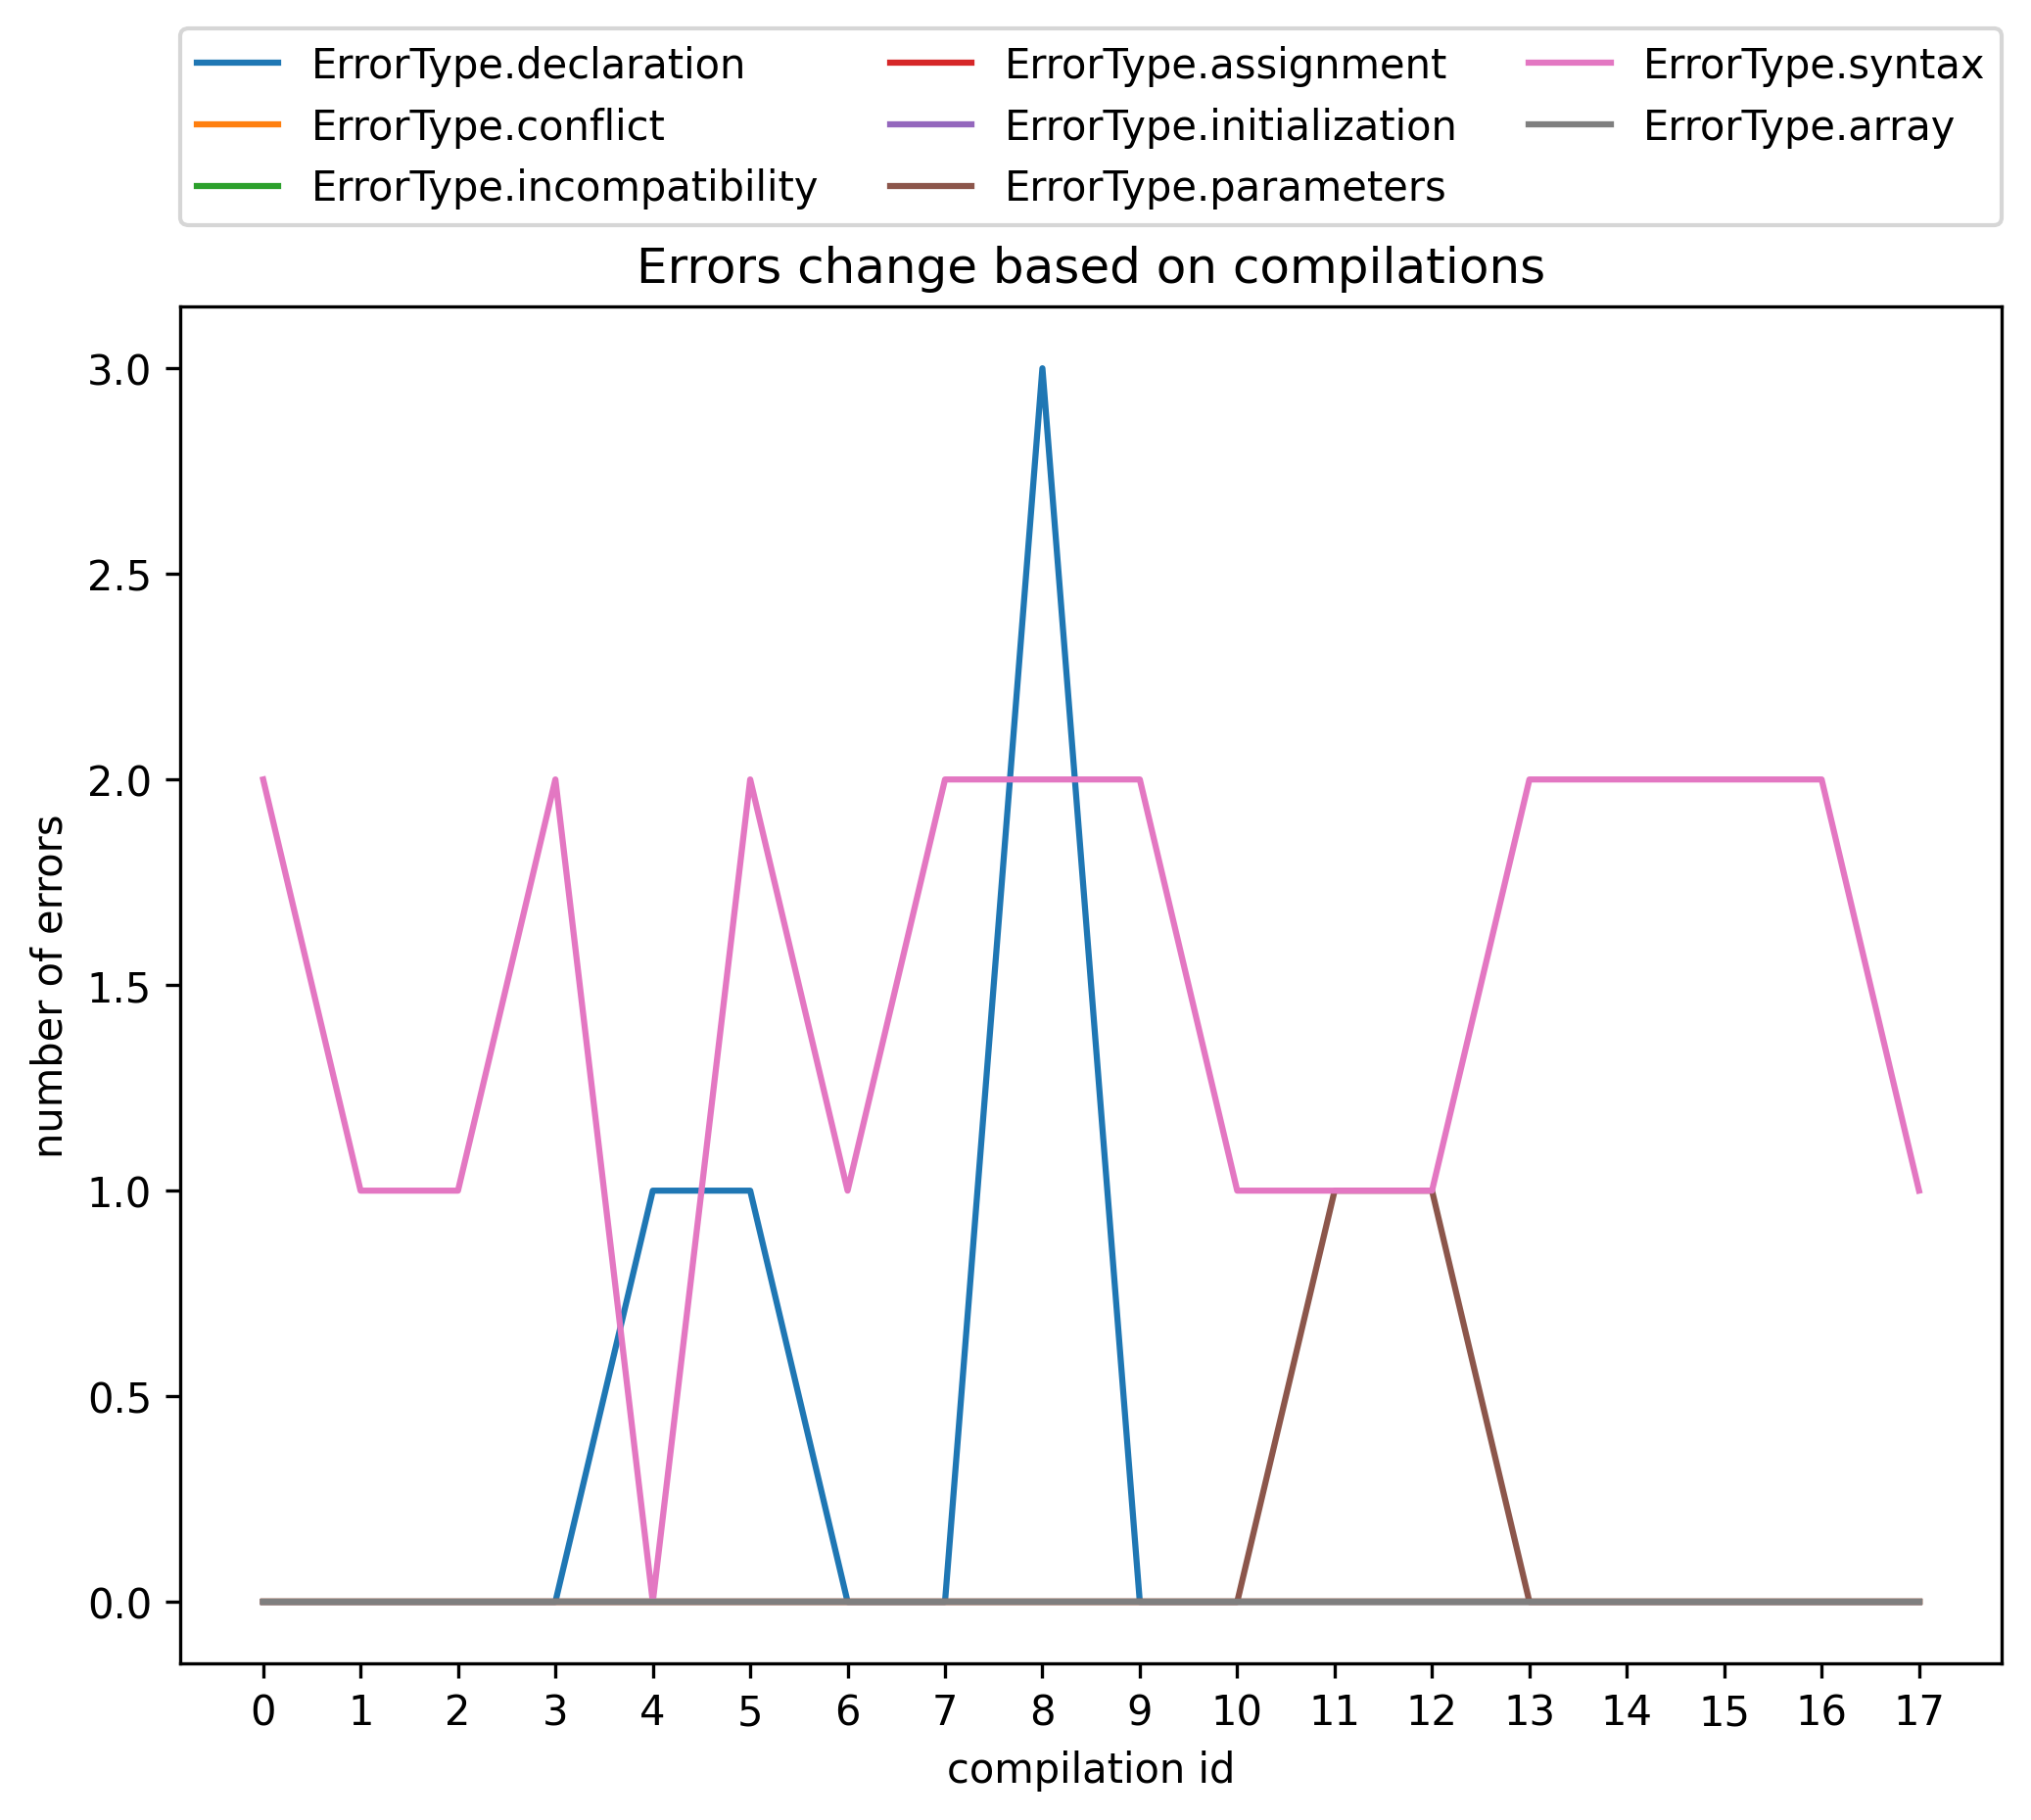 ErrorType.declaration
ErrorType.conflict
ErrorType.incompatibility
ErrorType.assignment
ErrorType.initialization
ErrorType.parameters
ErrorType.syntax
ErrorType.array
Errors change based on compilations
3.0
2.5
2.0
1.5
1.0
0.5
0.0
number of errors
0 1 2 3 4 5 6 7 8 9 10 11 12 13 14 15 16 17
compilation id